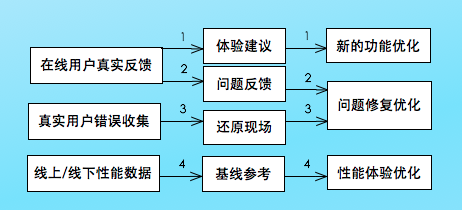 1
体验建议
1
新的功能优化
在线用户真实反馈
2
问题反馈
2
问题修复优化
真实用户错误收集
3
还原现场
3
线上/线下性能数据
4
基线参考
4
性能体验优化